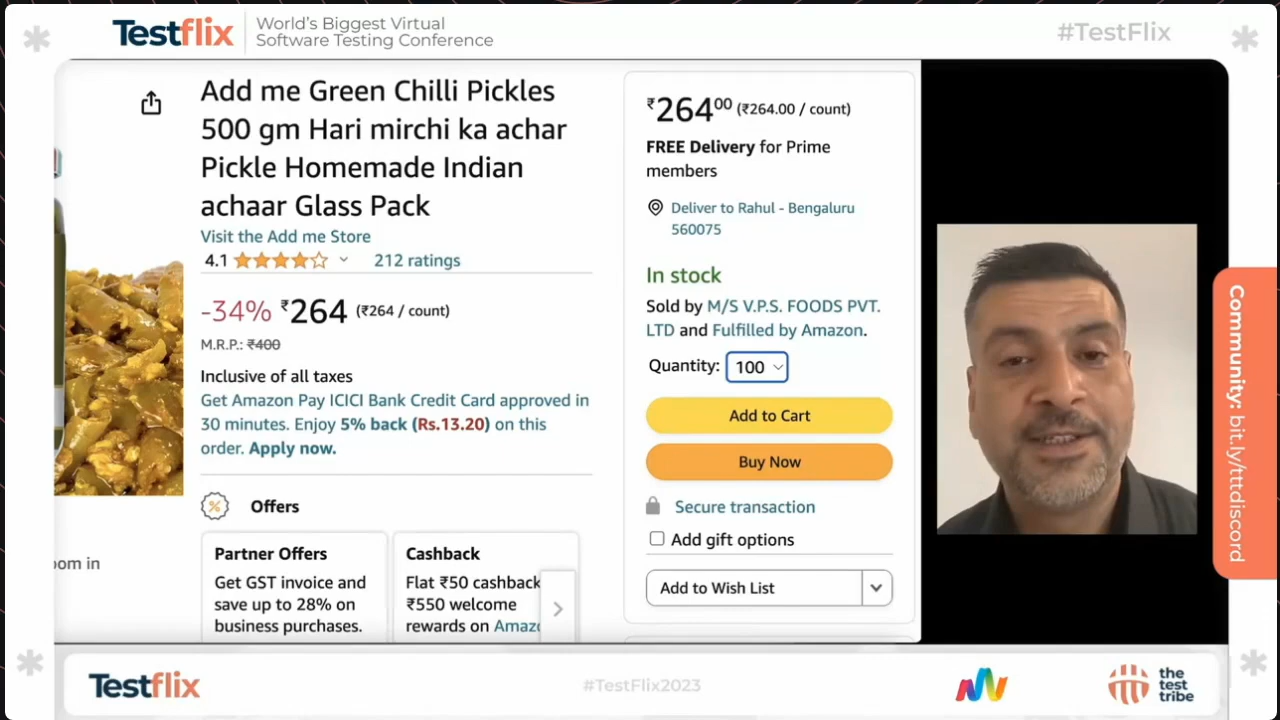 Testflix
World's Biggest Virtual
Software Testing Conference
#TestFlix
Add me Green Chilli Pickles
500 gm Hari mirchi ka achar
Pickle Homemade Indian
achaar Glass Pack
Visit the Add me Store
4.1
212 ratings
-34% ₹264 (₹264 / count)
M.R.P.: ₹400
Inclusive of all taxes
Get Amazon Pay ICICI Bank Credit Card approved in
30 minutes. Enjoy 5% back (Rs.13.20) on this
order. Apply now.
Offers
Partner Offers
Get GST invoice and
save up to 28% on
business purchases.
Cashback
Flat ₹50 cashback
₹550 welcome
rewards on Amaz
oom in
₹26400 (₹264.00 / count)
FREE Delivery for Prime
members
Deliver to Rahul - Bengaluru
560075
In stock
Sold by M/S V.P.S. FOODS PVT.
LTD and Fulfilled by Amazon.
Quantity: 100
Add to Cart
Buy Now
Secure transaction
Add gift options
Add to Wish List
Community: bit.ly/tttdiscord
Testflix
#TestFlix2023
the
test
tribe